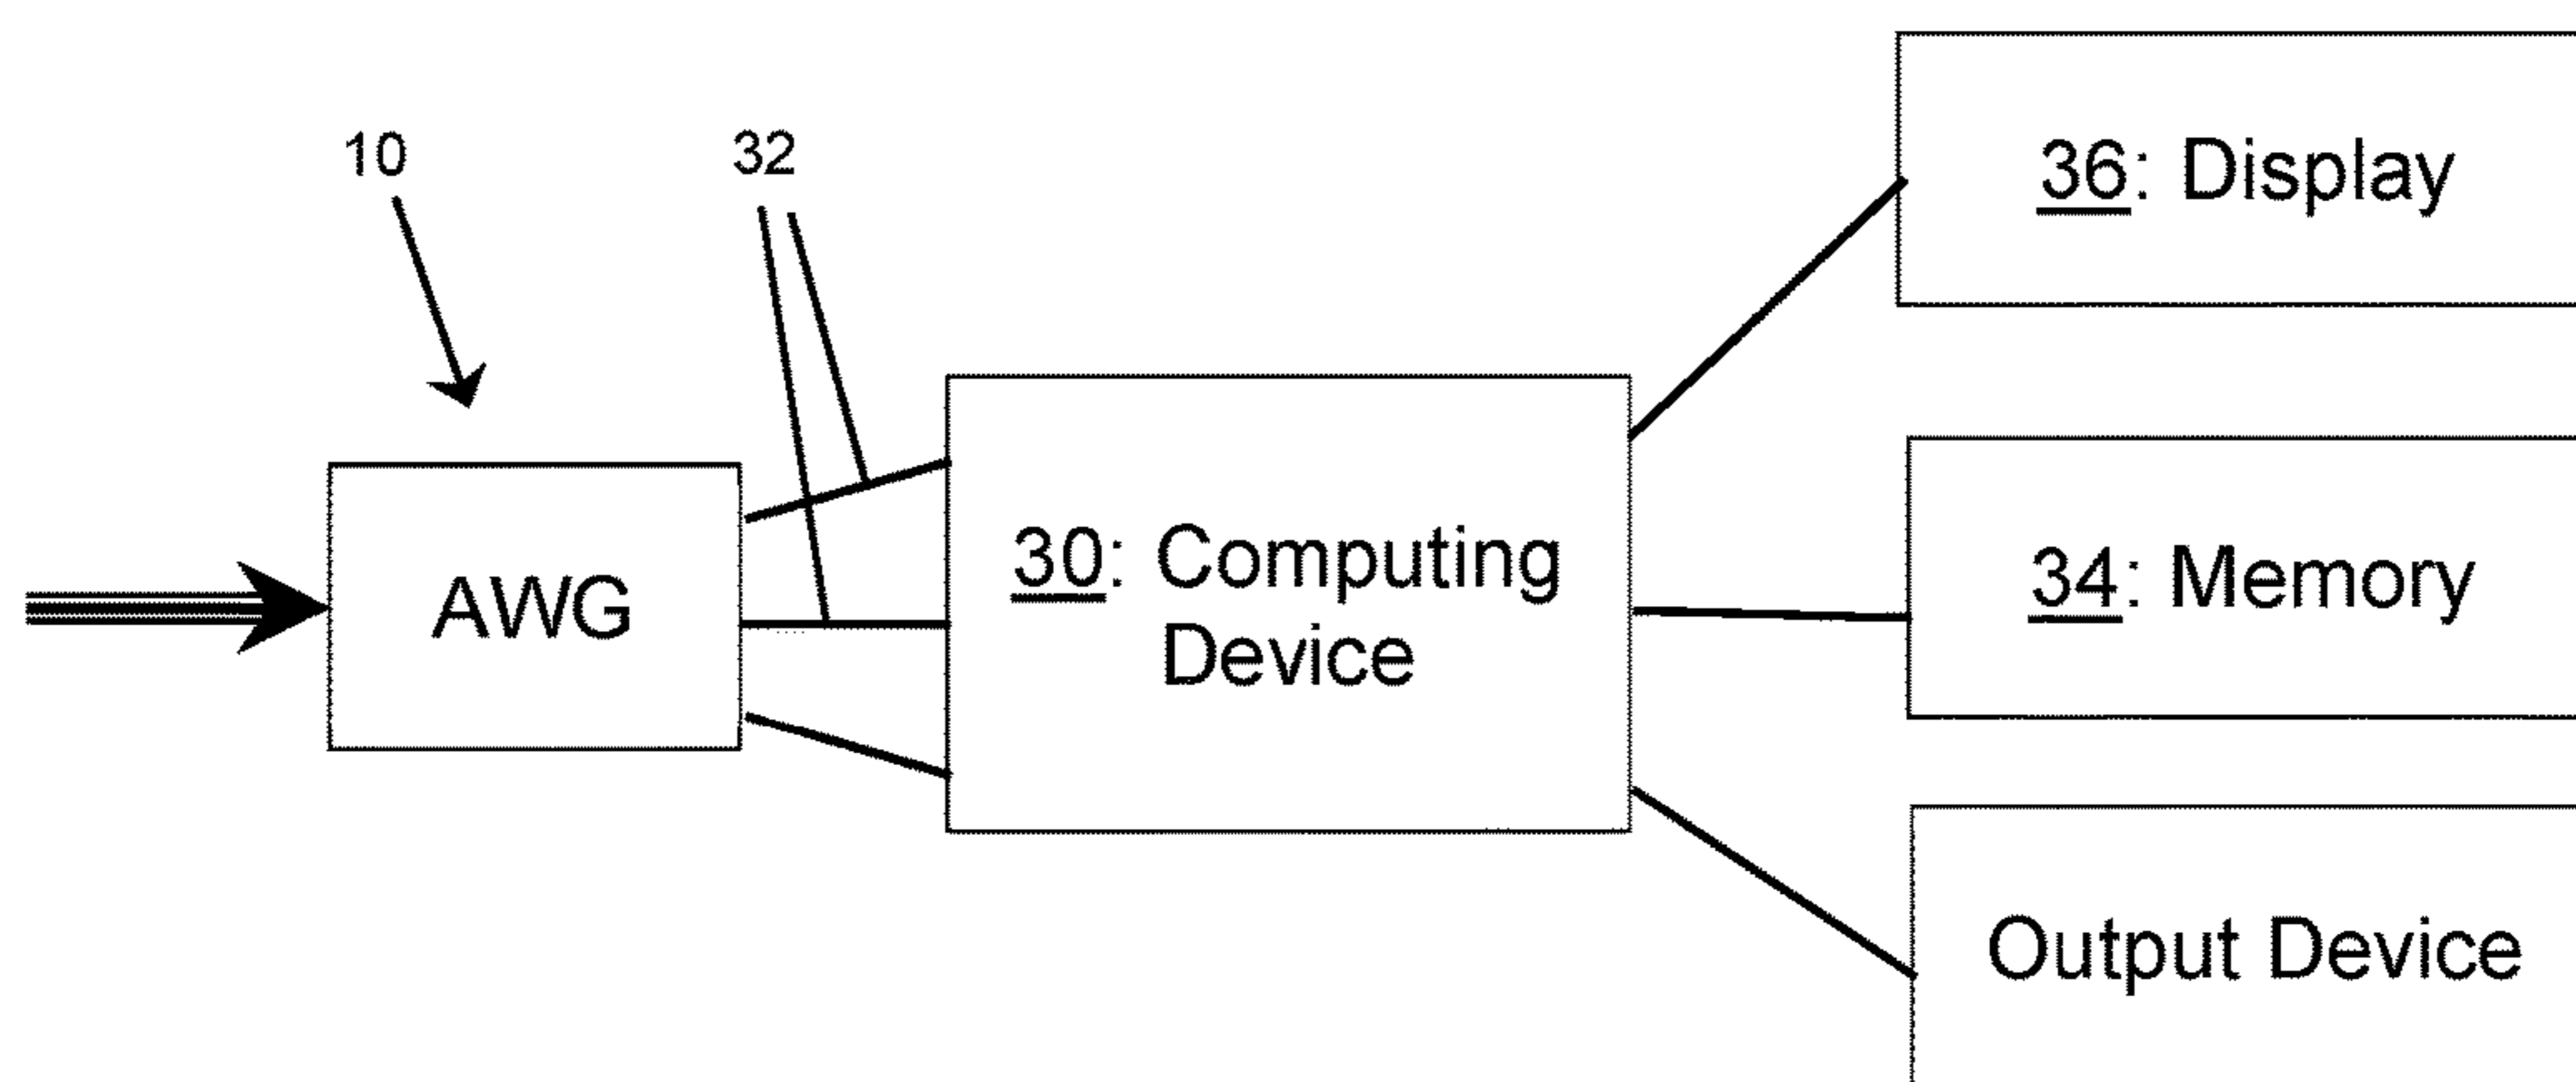 10
32
36: Display
AWG
30: Computing
Device
34: Memory
Output Device